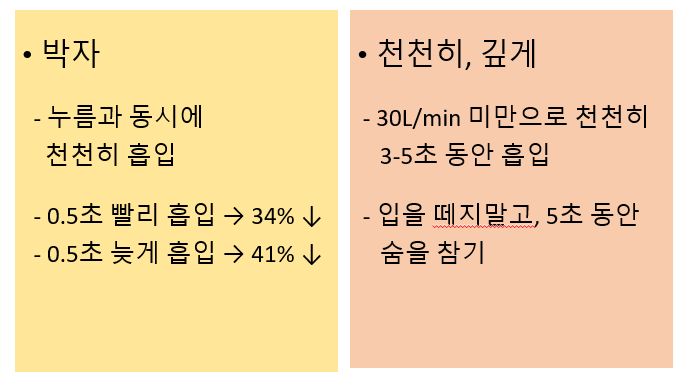 • 박자
- 누름과 동시에
천천히 흡입
- 0.5초 빨리 흡입 → 34% ↓
- 0.5초 늦게 흡입 → 41% ↓
• 천천히, 깊게
- 30L/min 미만으로 천천히
3-5초 동안 흡입
- 입을 떼지말고, 5초 동안
숨을 참기